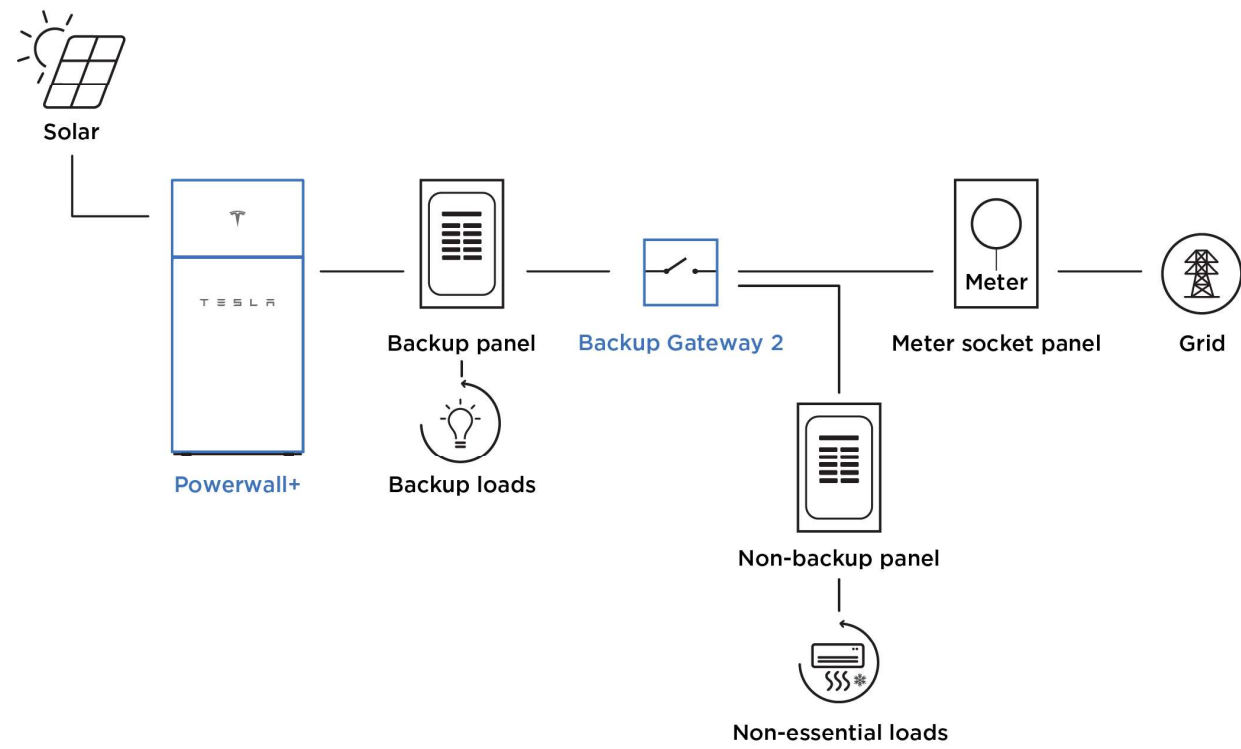 Solar
TESLA
Meter
Backup panel
Backup Gateway 2
Meter socket panel
Grid
Powerwall+
Backup loads
Non-backup panel
Non-essential loads